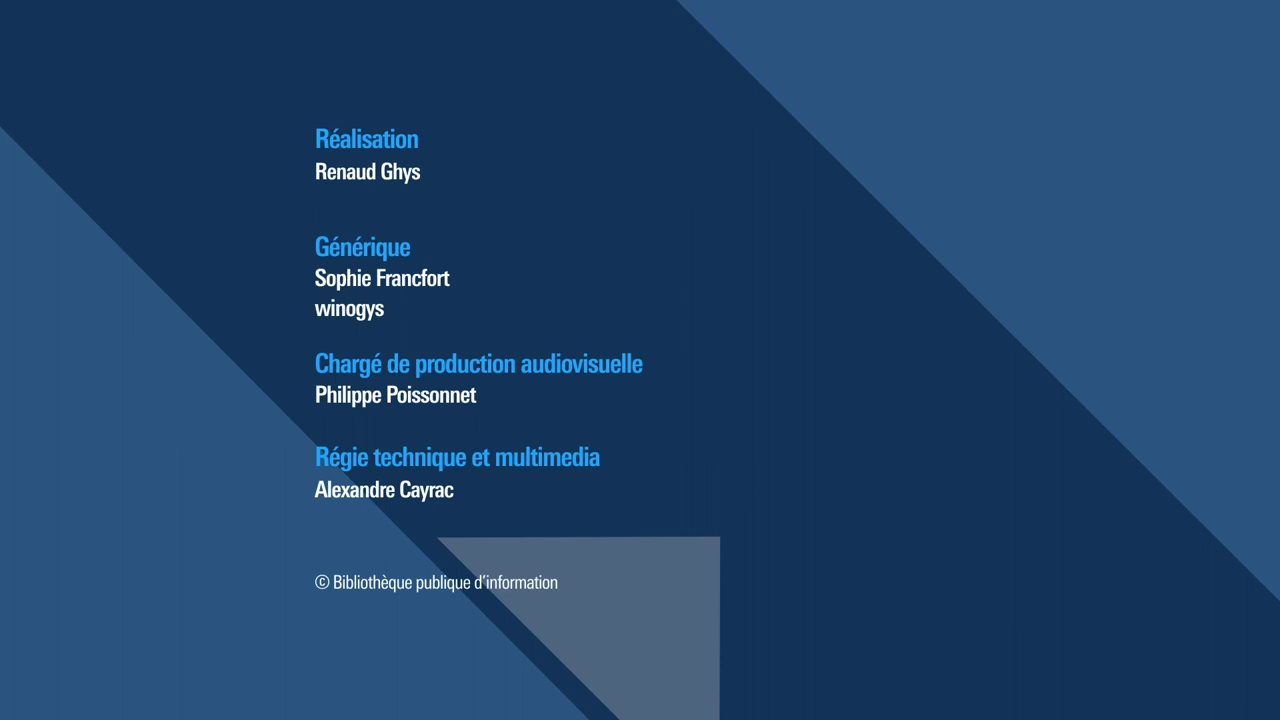 Réalisation
Renaud Ghys
Générique
Sophie Francfort
winogys
Chargé de production audiovisuelle
Philippe Poissonnet
Régie technique et multimedia
Alexandre Cayrac
© Bibliothèque publique d’information